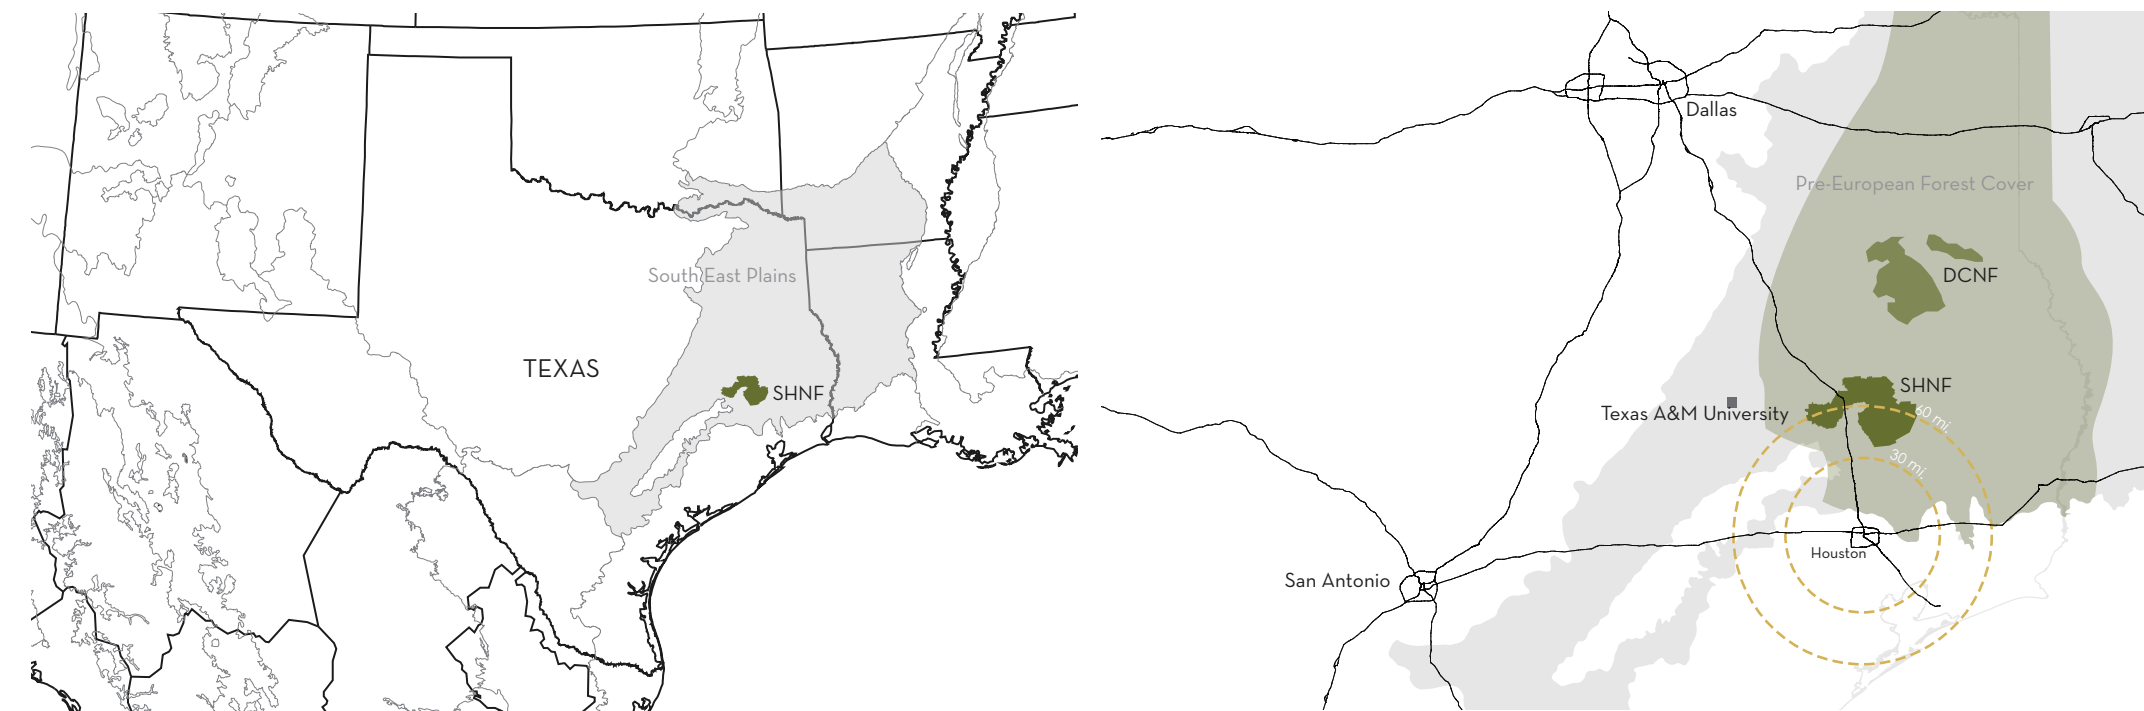 South East Plains
TEXAS
SHNF
Dallas
Pre-European Forest Cover
DCNF
SHNF
Texas A&M University
60 mi.
30 mi.
Houston
San Antonio